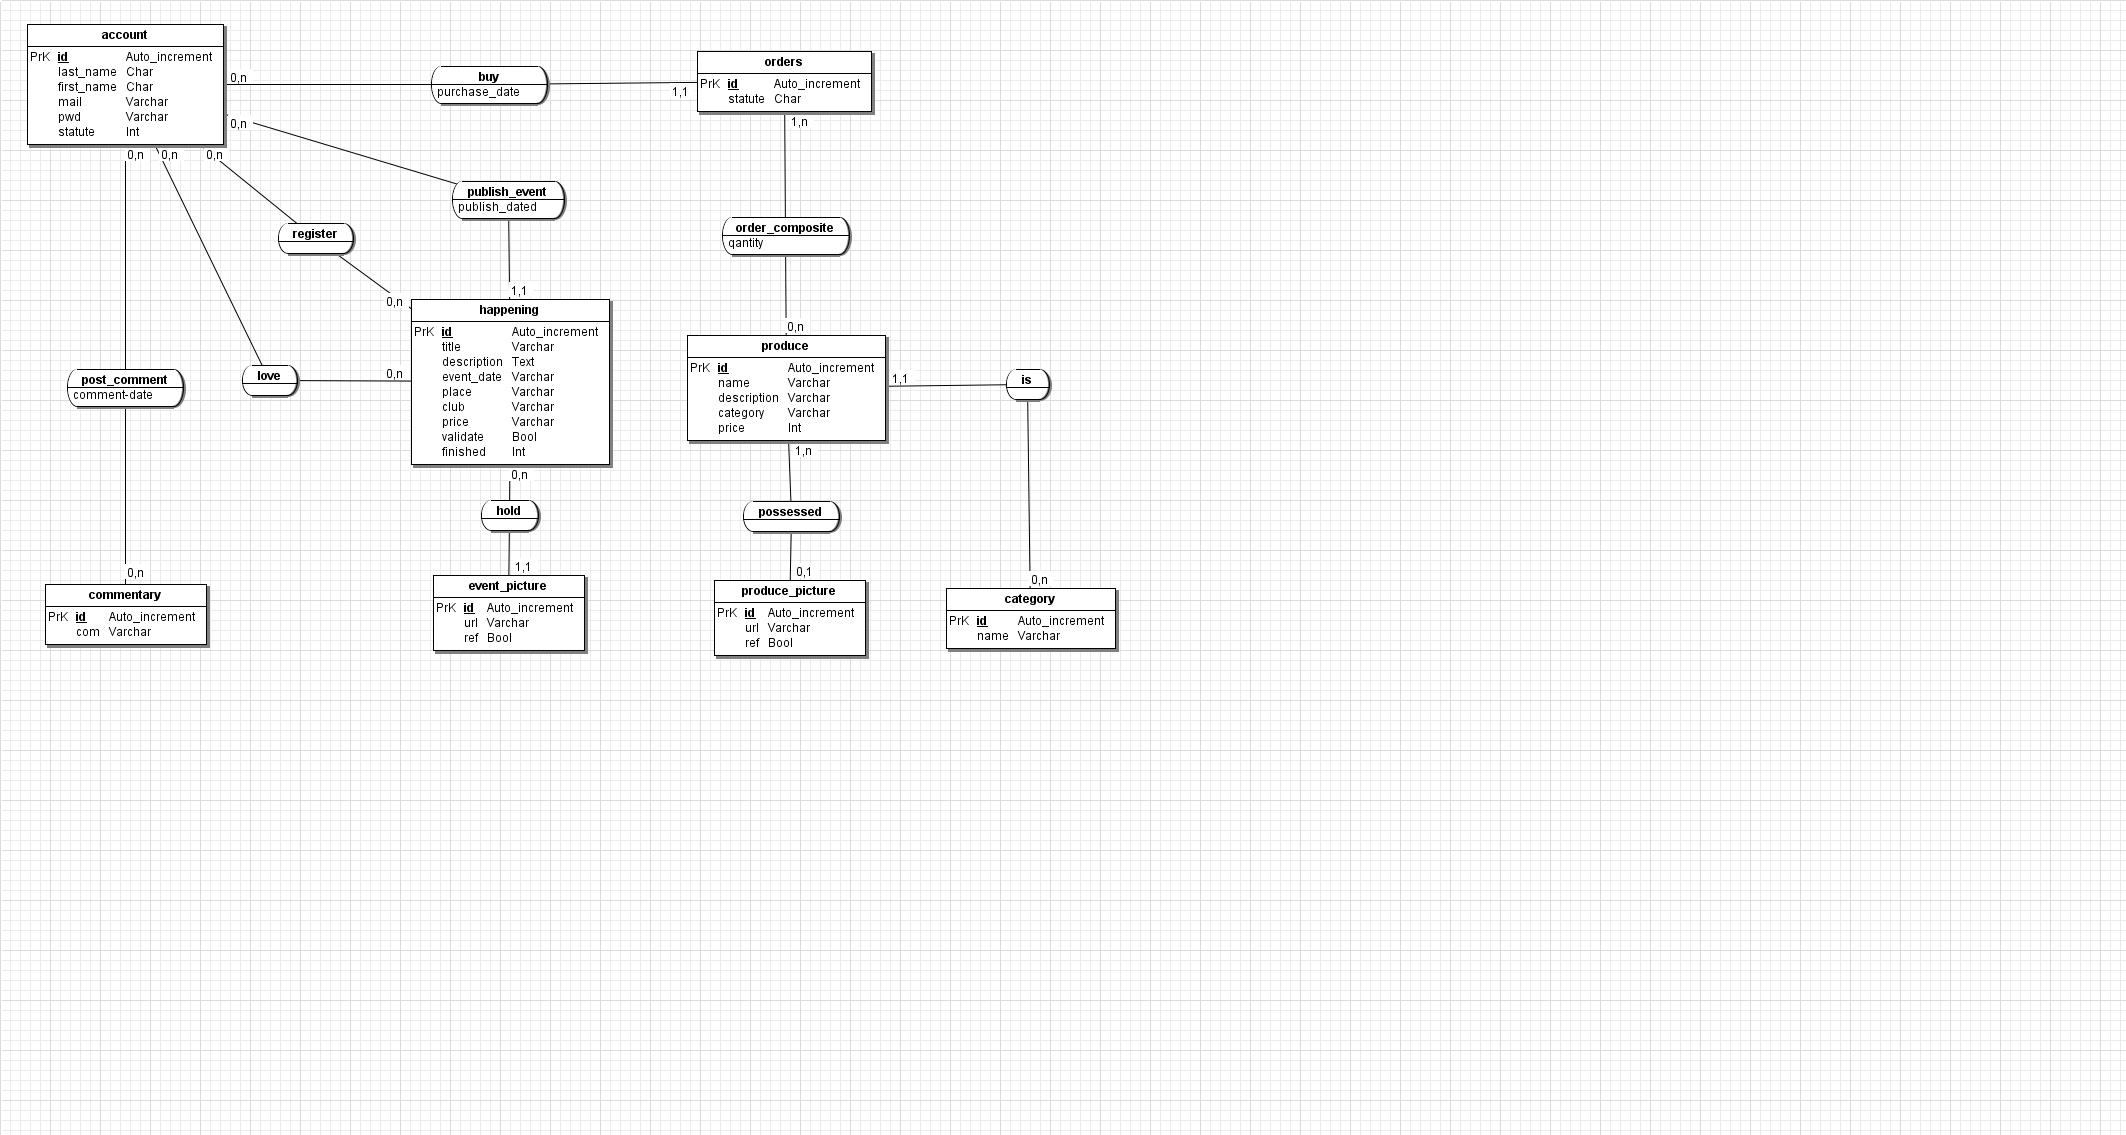 account
PrK id Auto_increment
last_name Char
first_name Char
mail Varchar
pwd Varchar
statute Int
0,n
buy
purchase_date
1,1
orders
PrK id Auto_increment
statute Char
0,n
publish_event
publish_dated
1,1
0,n
0,n
0,n
register
0,n
love
0,n
post_comment
comment-date
0,n
commentary
PrK id Auto_increment
com Varchar
happening
PrK id Auto_increment
title Varchar
description Text
event_date Varchar
place Varchar
club Varchar
price Varchar
validate Bool
finished Int
0,n
hold
1,1
event_picture
PrK id Auto_increment
url Varchar
ref Bool
1,n
order_composite
qantity
0,n
produce
PrK id Auto_increment
name Varchar
description Varchar
category Varchar
price Int
1,n
possessed
0,1
produce_picture
PrK id Auto_increment
url Varchar
ref Bool
1,1
is
0,n
category
PrK id Auto_increment
name Varchar